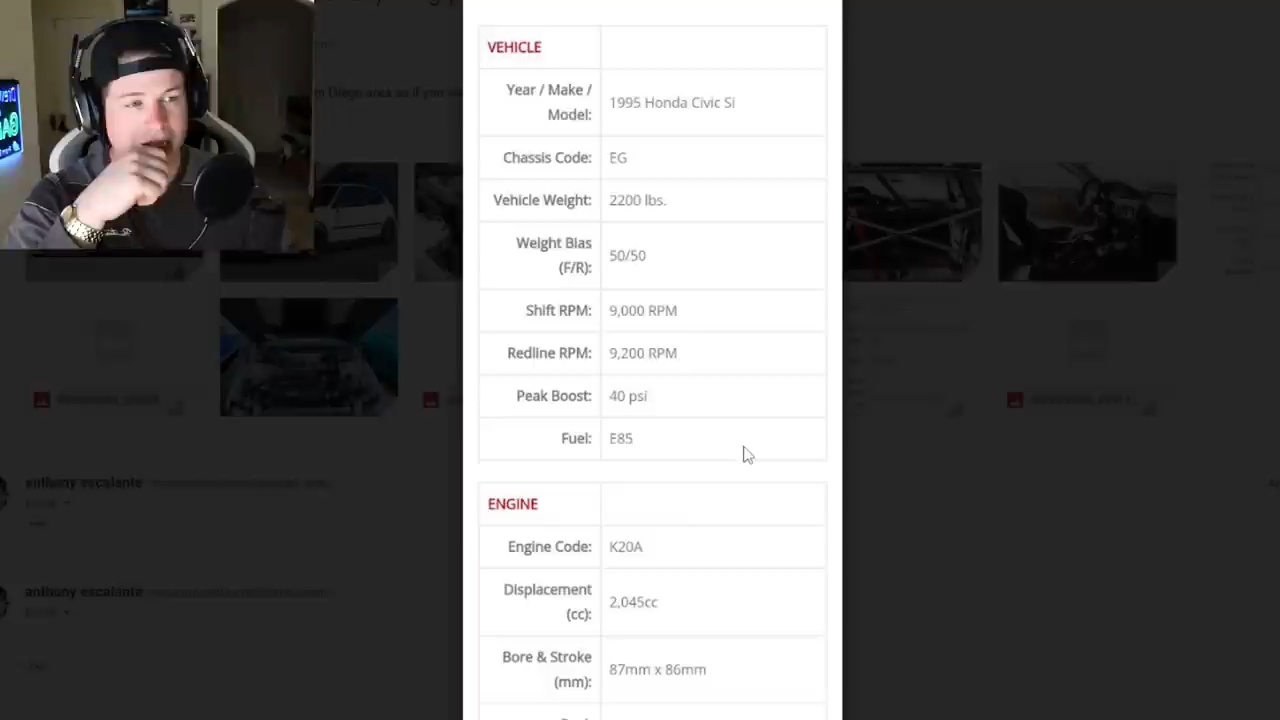 VEHICLE
Year / Make /
Model:
1995 Honda Civic Si
Chassis Code:
EG
Vehicle Weight:
2200 lbs.
Weight Bias
(F/R):
50/50
Shift RPM:
9,000 RPM
Redline RPM:
9,200 RPM
Peak Boost:
40 psi
Fuel:
E85
anthony escalante
ENGINE
Engine Code:
K20A
Displacement
(cc):
2,045cc
anthony escalante
Bore & Stroke
(mm):
87mm x 86mm